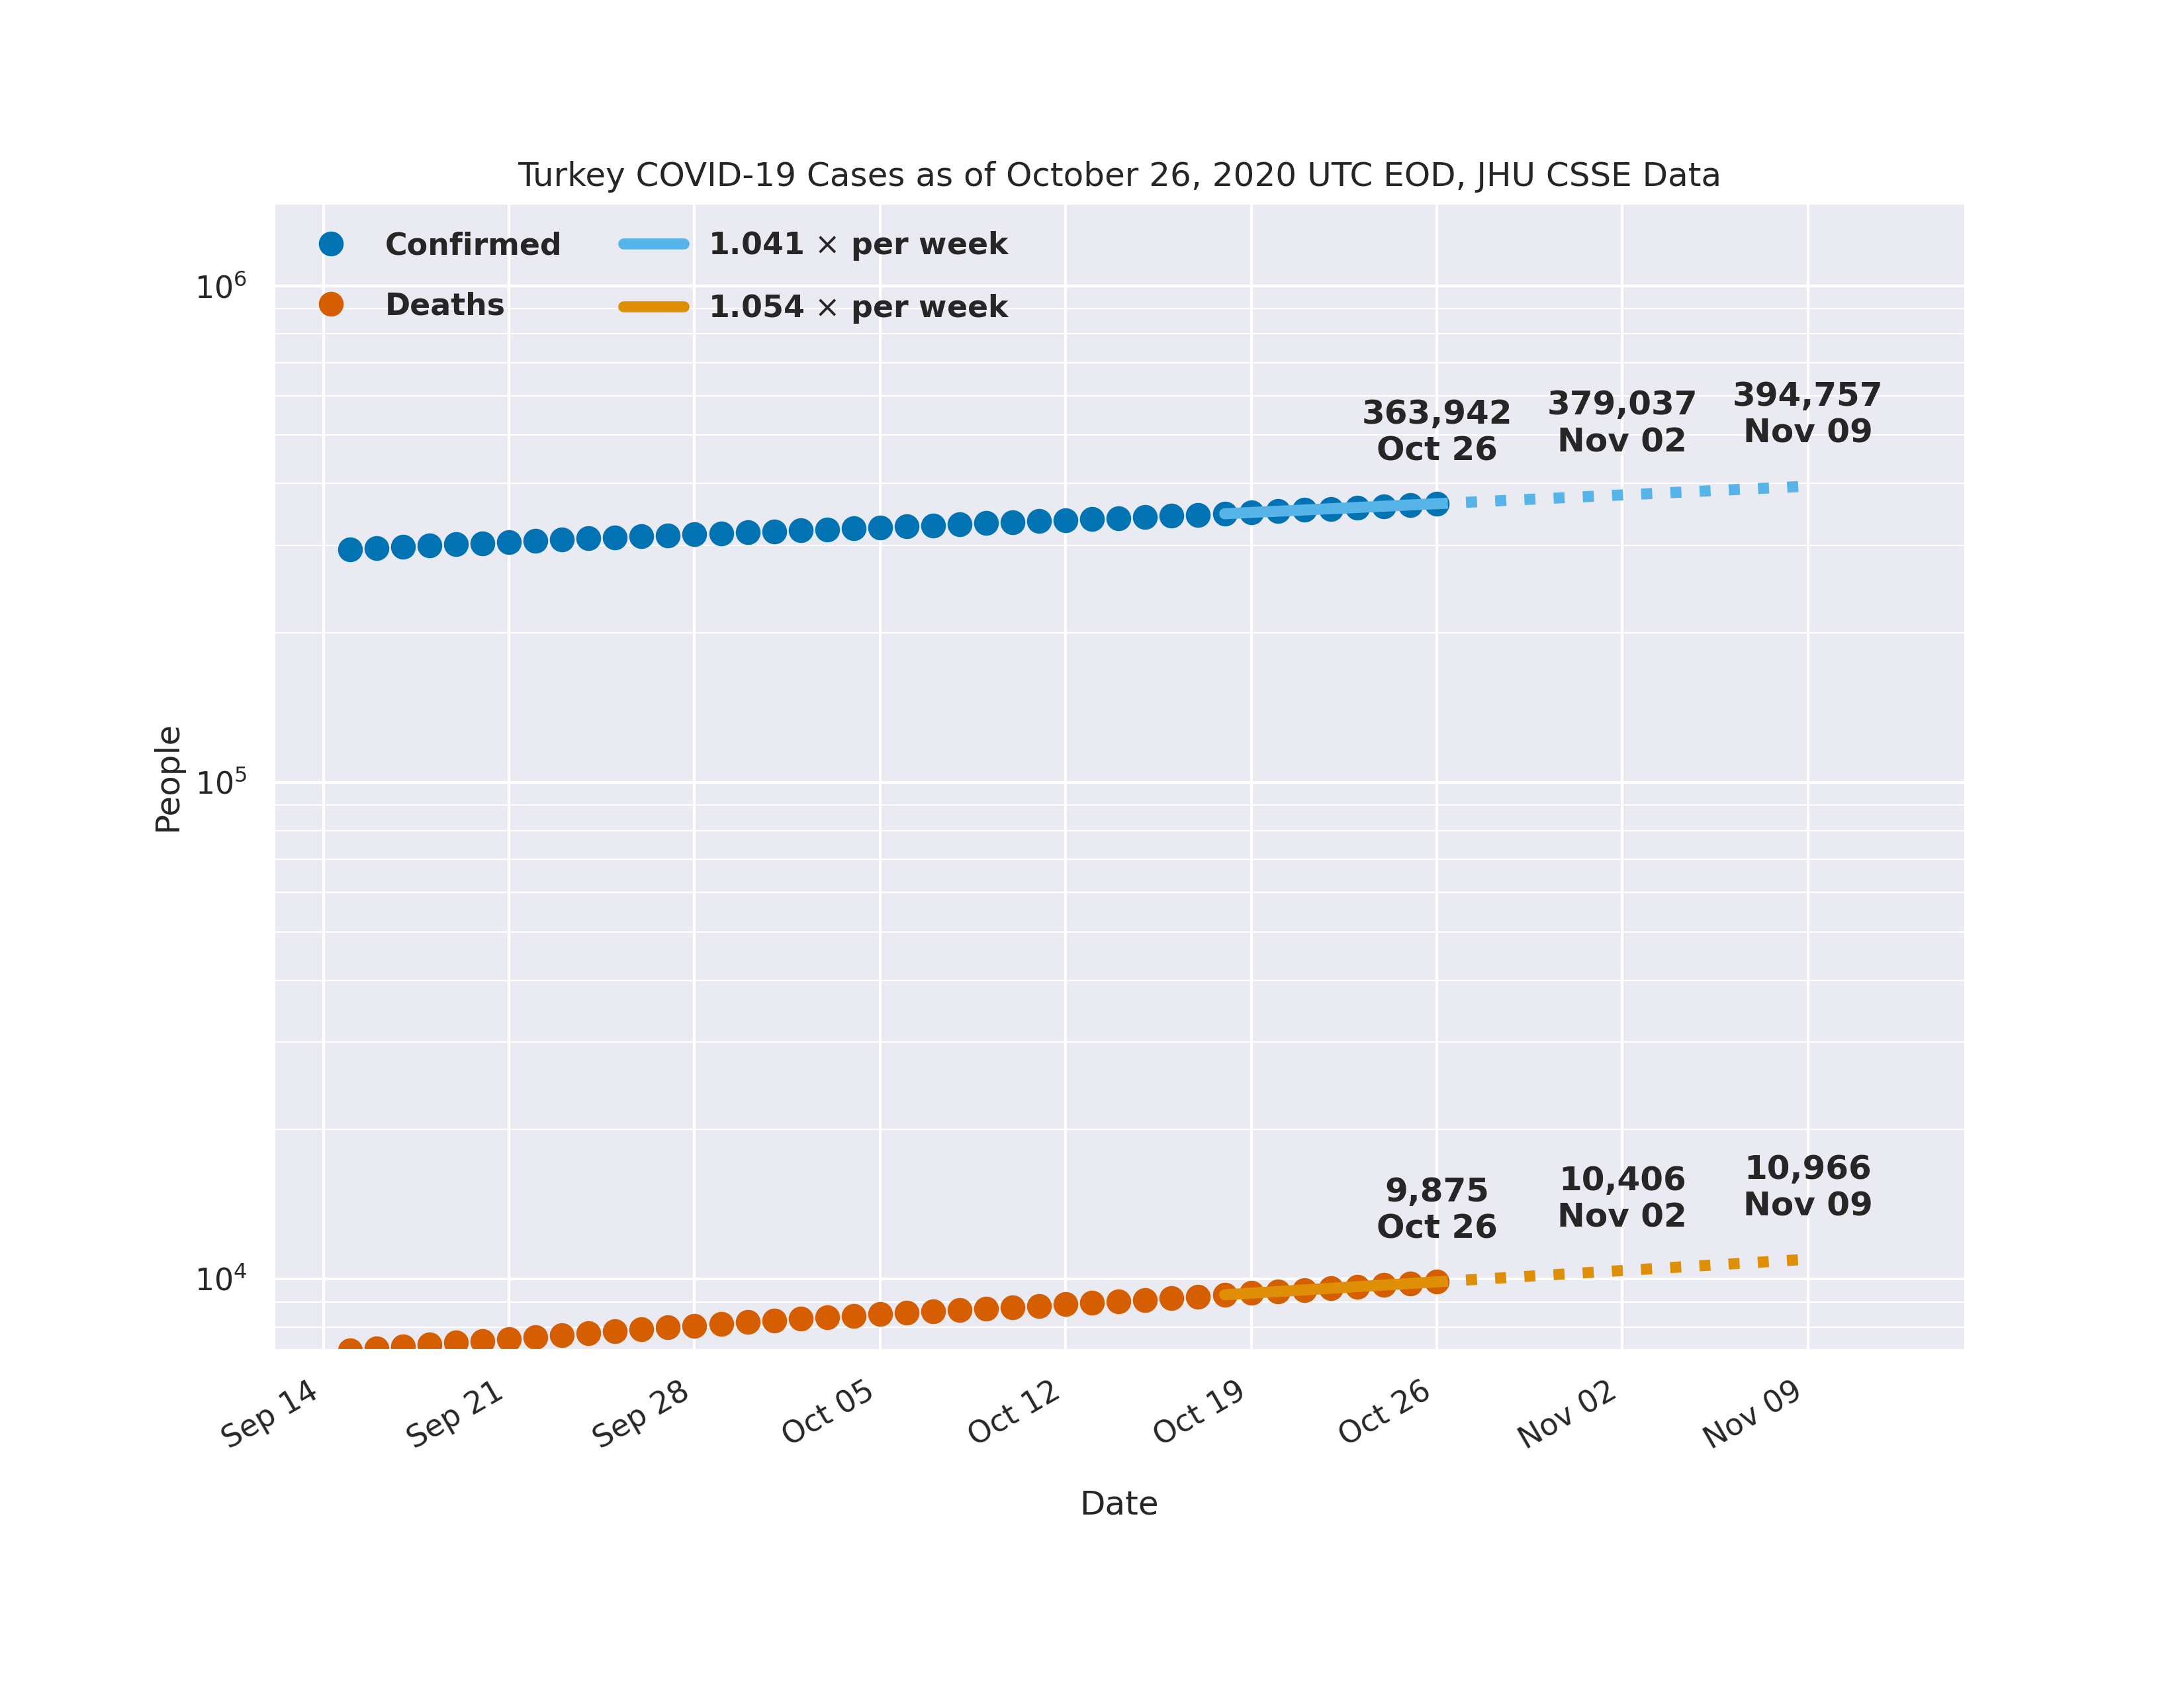 Turkey COVID-19 Cases as of October 26, 2020 UTC EOD, JHU CSSE Data
Confirmed
Deaths
1.041 × per week
1.054 × per week
10⁶
10⁵
10⁴
People
363,942
Oct 26
379,037
Nov 02
394,757
Nov 09
9,875
Oct 26
10,406
Nov 02
10,966
Nov 09
Sep 14
Sep 21
Sep 28
Oct 05
Oct 12
Oct 19
Oct 26
Nov 02
Nov 09
Date